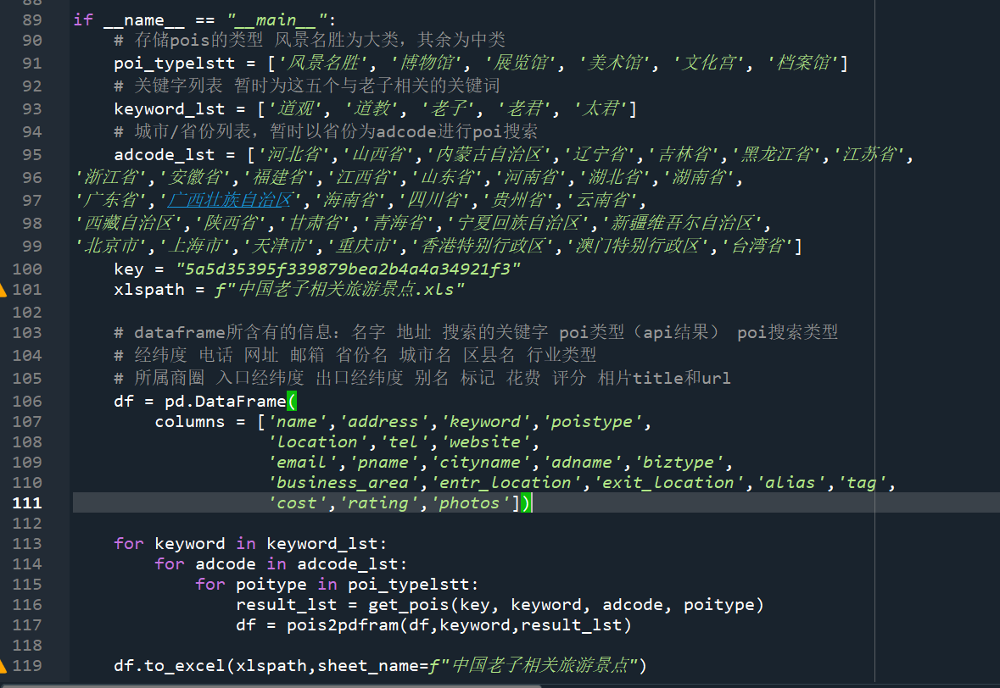 88
89 if __name__ == "__main__":
90     # 存储pois的类型 风景名胜为大类，其余为中类
91     poi_typelstt = ['风景名胜', '博物馆', '展览馆', '美术馆', '文化宫', '档案馆']
92     # 关键字列表 暂时为这五个与老子相关的关键词
93     keyword_lst = ['道观', '道教', '老子', '老君', '太君']
94     # 城市/省份列表，暂时以省份为adcode进行poi搜索
95     adcode_lst = ['河北省','山西省','内蒙古自治区','辽宁省','吉林省','黑龙江省','江苏省',
96 '浙江省','安徽省','福建省','江西省','山东省','河南省','湖北省','湖南省',
97 '广东省','广西壮族自治区','海南省','四川省','贵州省','云南省',
98 '西藏自治区','陕西省','甘肃省','青海省','宁夏回族自治区','新疆维吾尔自治区',
99 '北京市','上海市','天津市','重庆市','香港特别行政区','澳门特别行政区','台湾省']
100     key = "5a5d35395f339879bea2b4a4a34921f3"
101     xlspath = f"中国老子相关旅游景点.xls"
102
103     # dataframe所含有的信息：名字 地址 搜索的关键字 poi类型（api结果） poi搜索类型
104     # 经纬度 电话 网址 邮箱 省份名 城市名 区县名 行业类型
105     # 所属商圈 入口经纬度 出口经纬度 别名 标记 花费 评分 相片title和url
106     df = pd.DataFrame(
107         columns = ['name','address','keyword','poistype',
108                    'location','tel','website',
109                    'email','pname','cityname','adname','biztype',
110                    'business_area','entr_location','exit_location','alias','tag',
111                    'cost','rating','photos'])
112
113     for keyword in keyword_lst:
114         for adcode in adcode_lst:
115             for poitype in poi_typelstt:
116                 result_lst = get_pois(key, keyword, adcode, poitype)
117                 df = pois2pdfram(df,keyword,result_lst)
118
119     df.to_excel(xlspath,sheet_name=f"中国老子相关旅游景点")